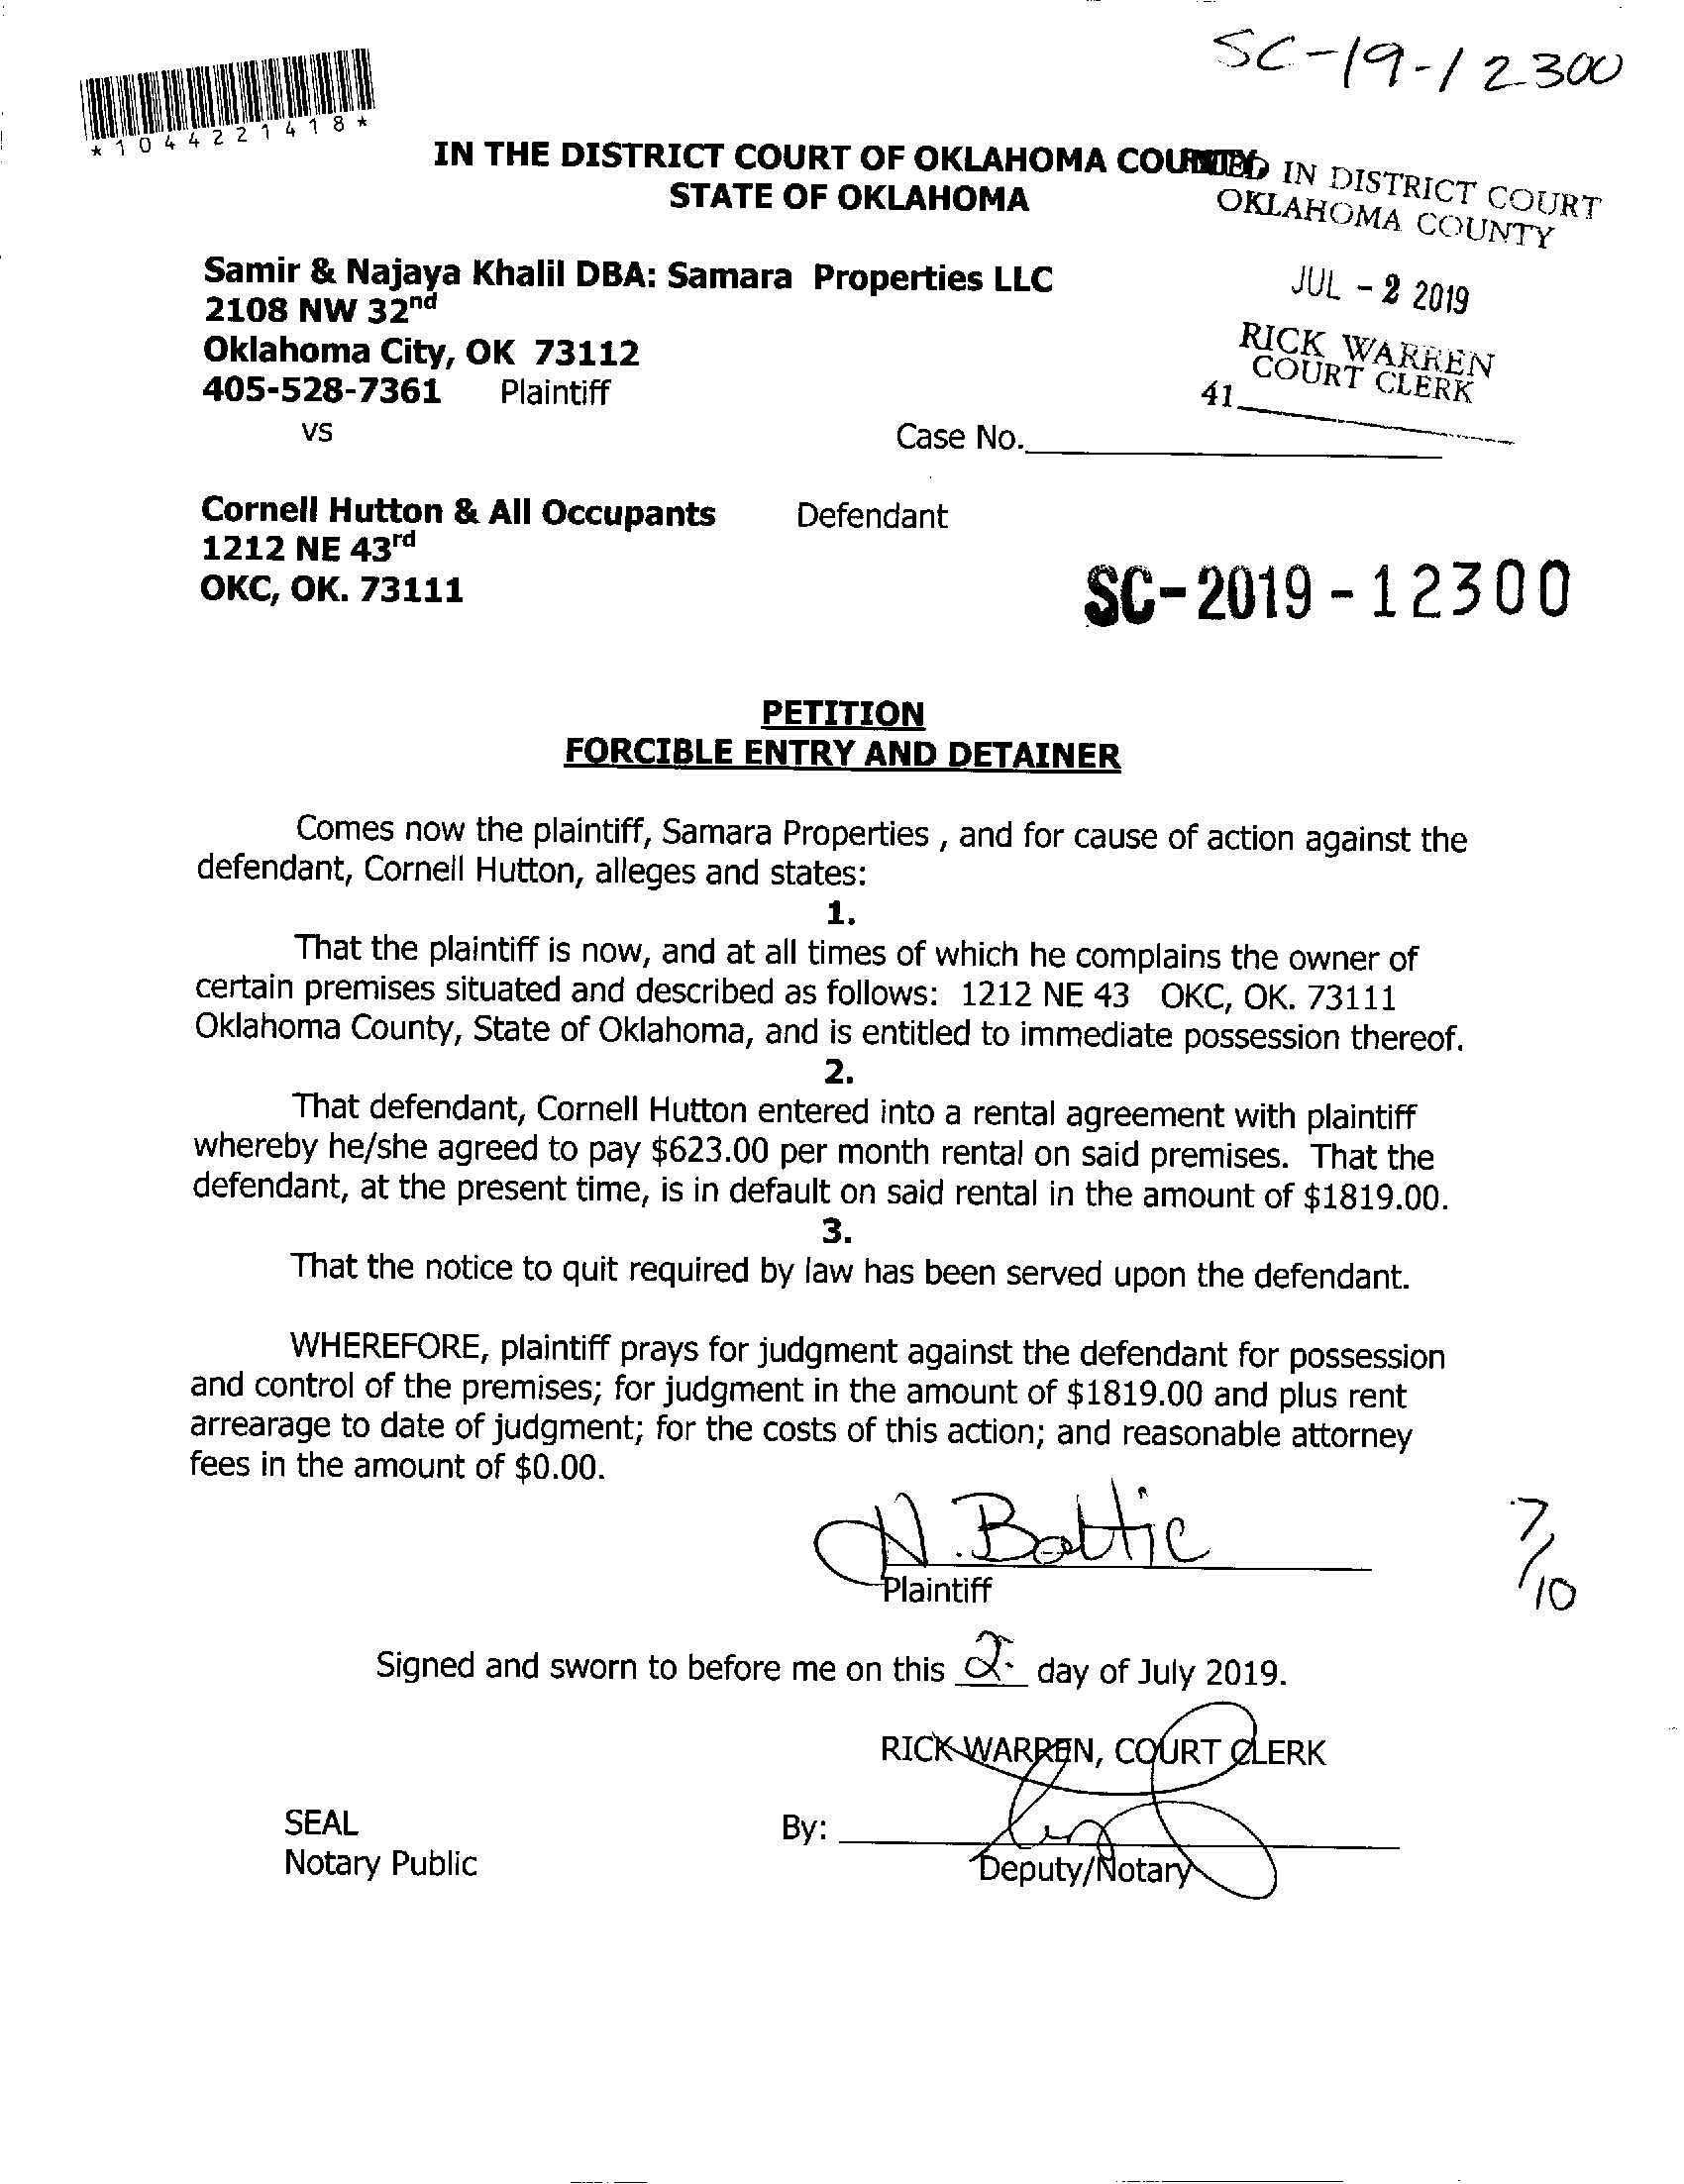 SC-19-12300
*1044221418*
IN THE DISTRICT COURT OF OKLAHOMA COUNTY
STATE OF OKLAHOMA
FILED IN DISTRICT COURT
OKLAHOMA COUNTY
JUL - 2 2019
RICK WARREN
COURT CLERK
41
Samir & Najaya Khalil DBA: Samara Properties LLC
2108 NW 32nd
Oklahoma City, OK 73112
405-528-7361 Plaintiff
vs
Case No.
Cornell Hutton & All Occupants Defendant
1212 NE 43rd
OKC, OK. 73111
SC-2019-12300
PETITION
FORCIBLE ENTRY AND DETAINER
Comes now the plaintiff, Samara Properties , and for cause of action against the
defendant, Cornell Hutton, alleges and states:
1.
That the plaintiff is now, and at all times of which he complains the owner of
certain premises situated and described as follows: 1212 NE 43 OKC, OK. 73111
Oklahoma County, State of Oklahoma, and is entitled to immediate possession thereof.
2.
That defendant, Cornell Hutton entered into a rental agreement with plaintiff
whereby he/she agreed to pay $623.00 per month rental on said premises. That the
defendant, at the present time, is in default on said rental in the amount of $1819.00.
3.
That the notice to quit required by law has been served upon the defendant.
WHEREFORE, plaintiff prays for judgment against the defendant for possession
and control of the premises; for judgment in the amount of $1819.00 and plus rent
arrearage to date of judgment; for the costs of this action; and reasonable attorney
fees in the amount of $0.00.
N. Battic
Plaintiff
7/10
Signed and sworn to before me on this 2 day of July 2019.
RICK WARREN, COURT CLERK
SEAL By:
Notary Public Deputy/Notary